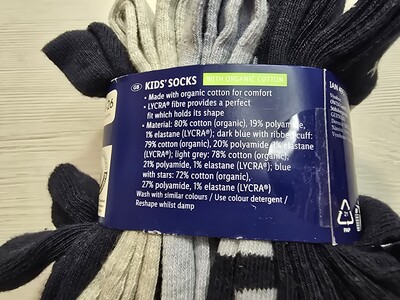 GB KIDS' SOCKS WITH ORGANIC COTTON
• Made with organic cotton for comfort
• LYCRA® fibre provides a perfect
fit which holds its shape
• Material: 80% cotton (organic), 19% polyamide,
1% elastane (LYCRA®); dark blue with ribbed cuff:
79% cotton (organic), 20% polyamide, 1% elastane
(LYCRA®); light grey: 78% cotton (organic),
21% polyamide, 1% elastane (LYCRA®); blue
with stars: 72% cotton (organic),
27% polyamide, 1% elastane (LYCRA®)
Wash with similar colours / Use colour detergent /
Reshape whilst damp
IAN
PAP